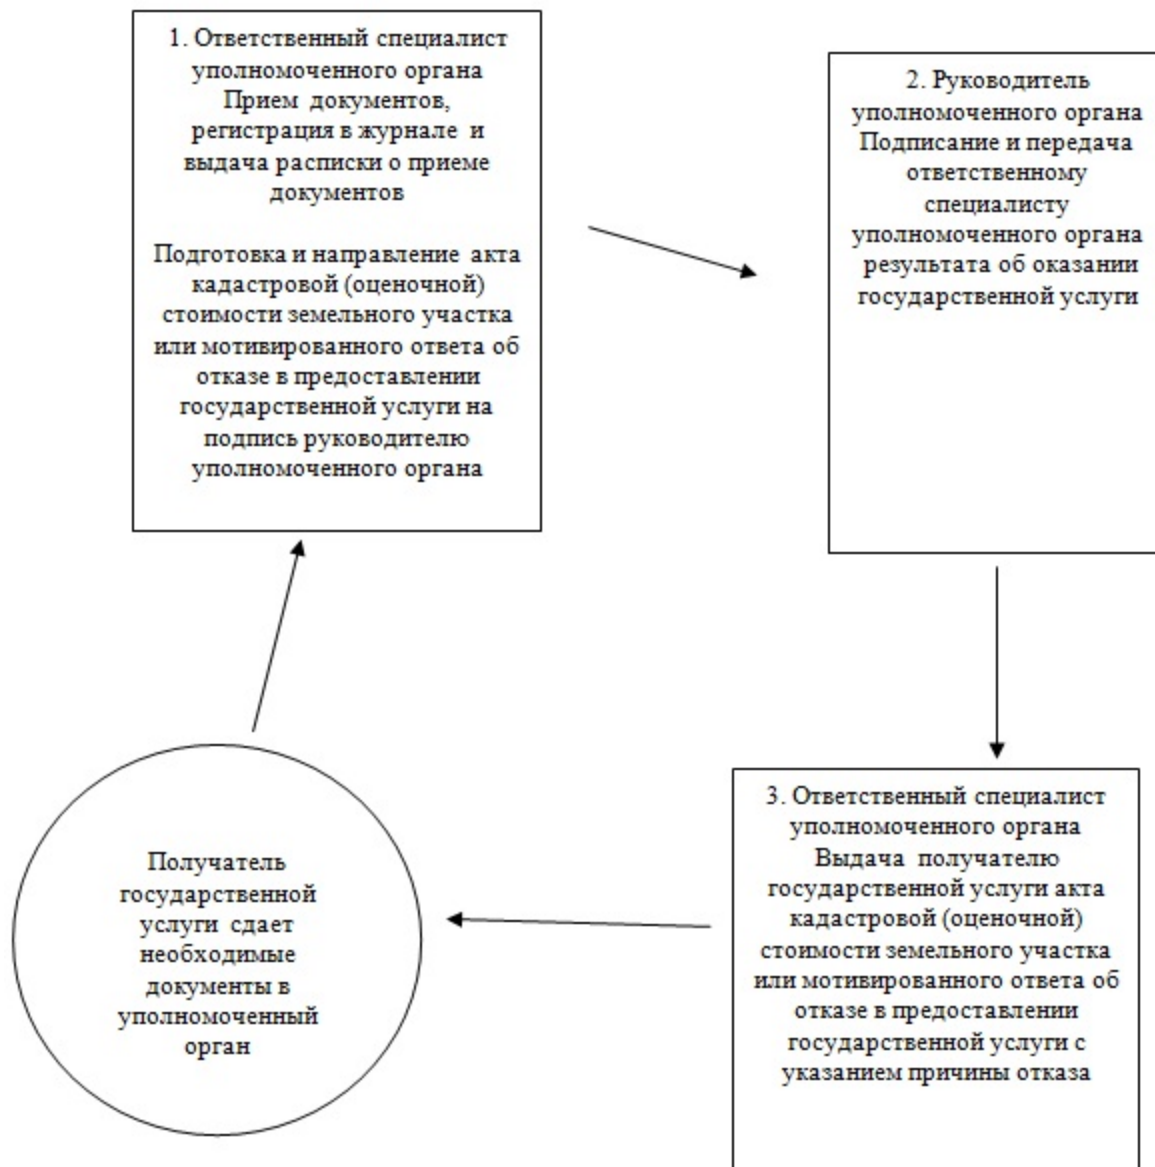 1. Ответственный специалист
уполномоченного органа
Прием документов,
регистрация в журнале и
выдача расписки о приеме
документов
Подготовка и направление акта
кадастровой (оценочной)
стоимости земельного участка
или мотивированного ответа об
отказе в предоставлении
государственной услуги на
подпись руководителю
уполномоченного органа
2. Руководитель
уполномоченного органа
Подписание и передача
ответственному
специалисту
уполномоченного органа
результата об оказании
государственной услуги
3. Ответственный специалист
уполномоченного органа
Выдача получателю
государственной услуги акта
кадастровой (оценочной)
стоимости земельного участка
или мотивированного ответа об
отказе в предоставлении
государственной услуги с
указанием причины отказа
Получатель
государственной
услуги сдает
необходимые
документы в
уполномоченный
орган